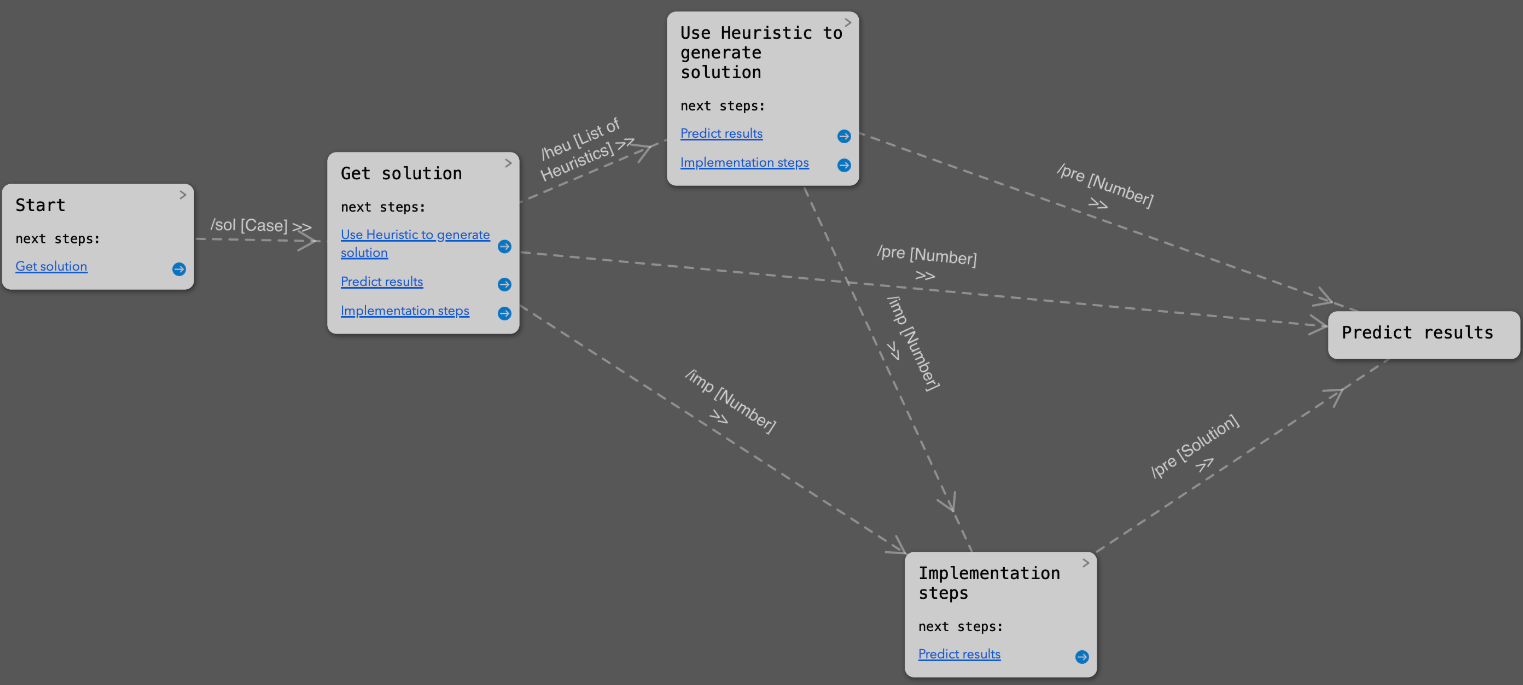 Start
next steps:
Get solution
/sol [Case] >>
Get solution
next steps:
Use Heuristic to generate
solution
Predict results
Implementation steps
/heu [List of
Heuristics] >>
Use Heuristic to
generate
solution
next steps:
Predict results
Implementation steps
/pre [Number]
>>
/pre [Number]
>>
/imp [Number]
>>
/imp [Number]
>>
Predict results
/pre [Solution]
>>
Implementation
steps
next steps:
Predict results